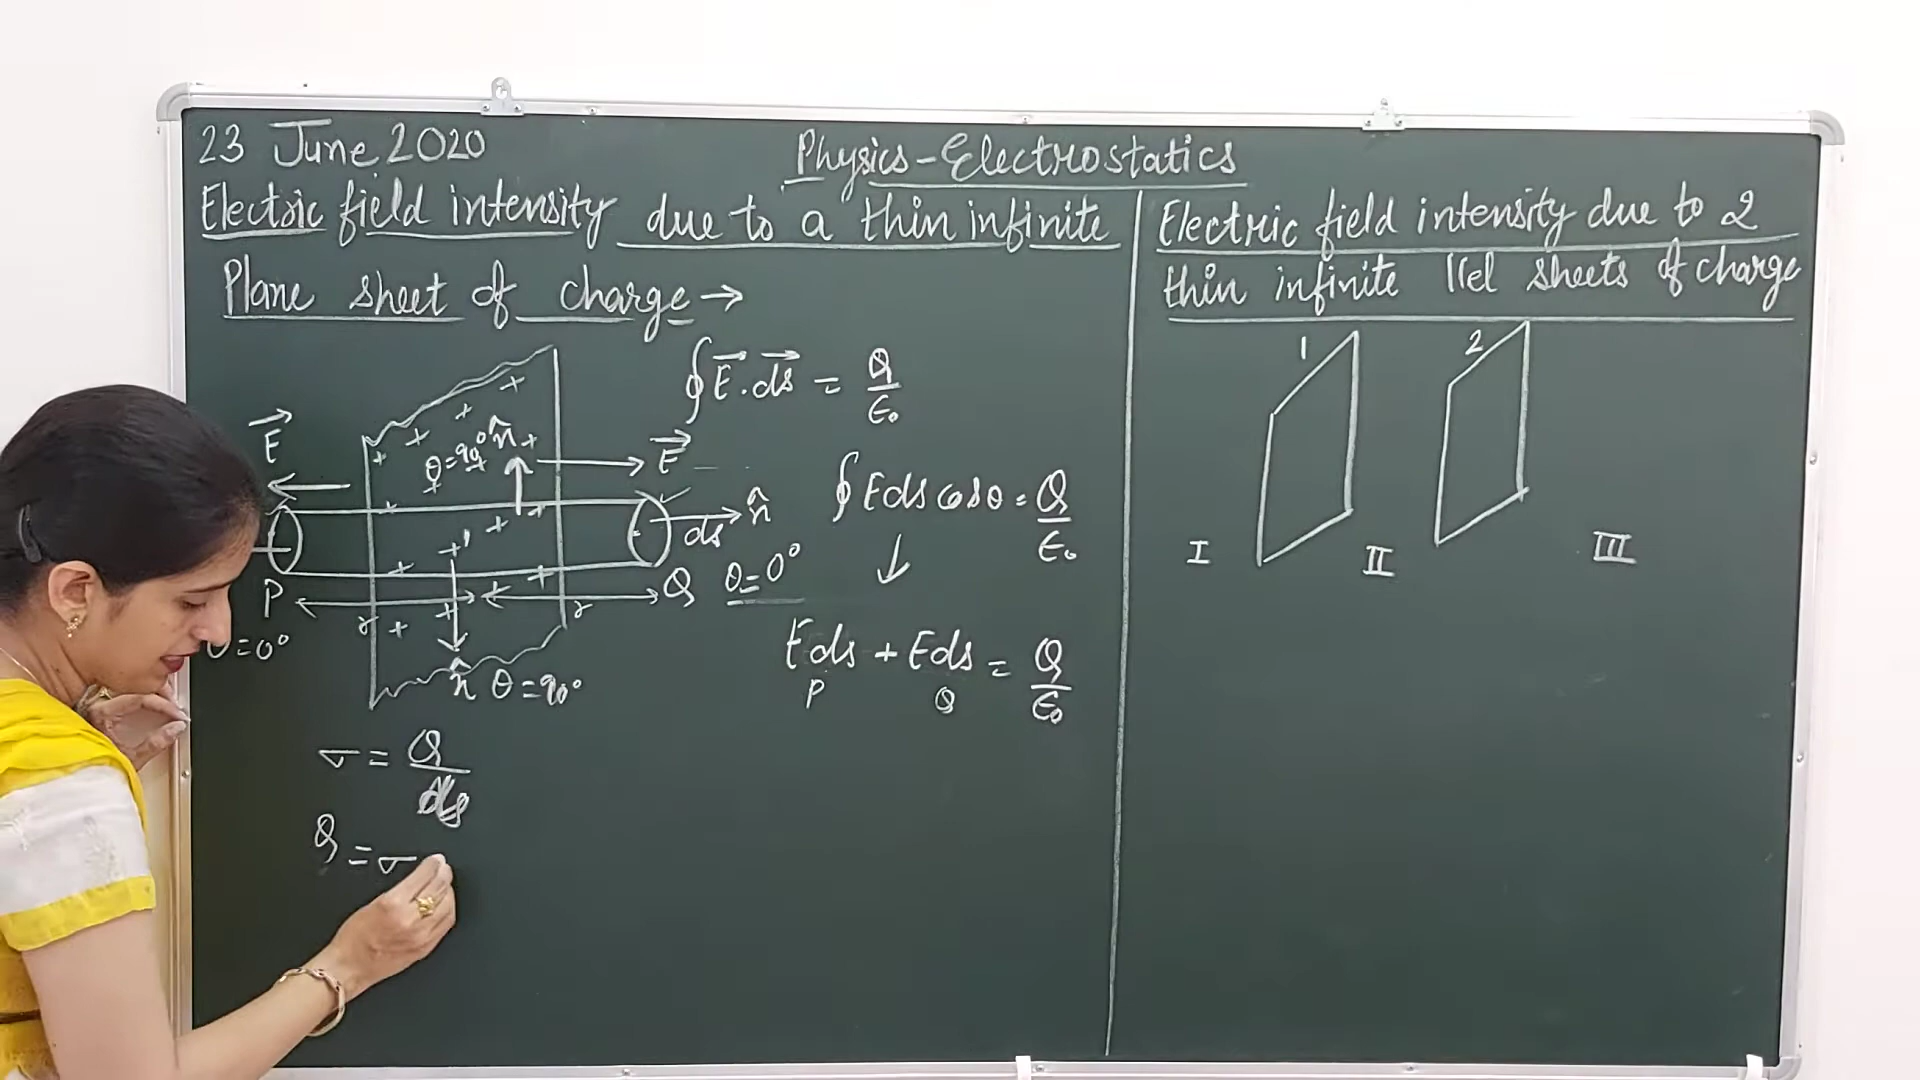 23 June 2020
Physics-Electrostatics
Electric field intensity due to a thin infinite
Plane sheet of charge →
∮ E⃗ . ds⃗ = Q/ε₀
E⃗
θ=90° n̂
E⃗
∮ E ds cosθ = Q/ε₀
ds n̂
P
r
r
Q θ=0°
θ=0°
n̂ θ=90°
↓
Eds + Eds = Q/ε₀
P Q
σ = Q/ds
Q = σ
Electric field intensity due to 2
thin infinite llel sheets of charge
1 2
I II III